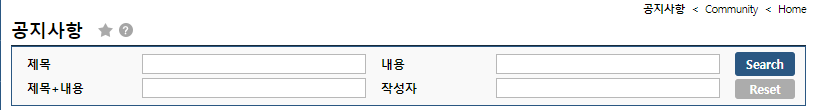 공지사항 < Community < Home
공지사항 ?
제목 내용 Search
제목+내용 작성자 Reset